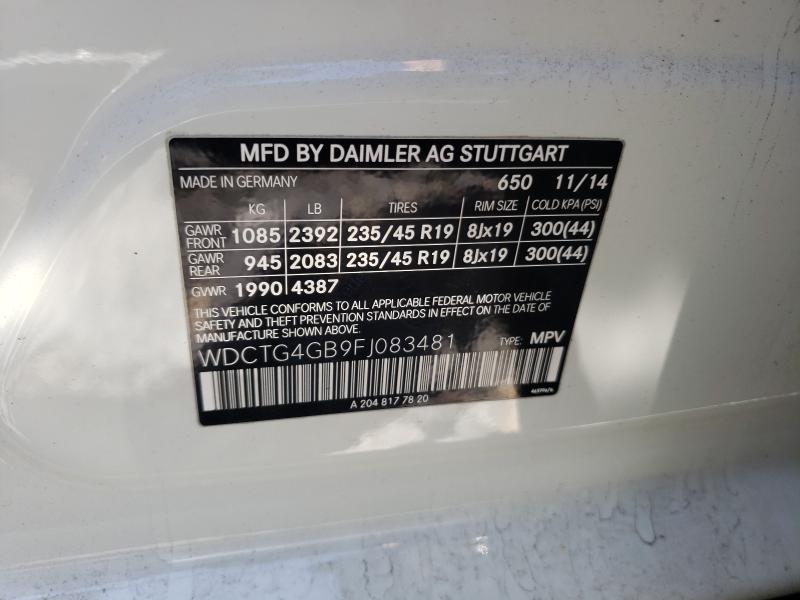 MFD BY DAIMLER AG STUTTGART
MADE IN GERMANY 650 11/14
KG LB TIRES RIM SIZE COLD KPA (PSI)
GAWR FRONT 1085 2392 235/45 R19 8Jx19 300(44)
GAWR REAR 945 2083 235/45 R19 8Jx19 300(44)
GVWR 1990 4387
THIS VEHICLE CONFORMS TO ALL APPLICABLE FEDERAL MOTOR VEHICLE
SAFETY AND THEFT PREVENTION STANDARDS IN EFFECT ON THE DATE OF
MANUFACTURE SHOWN ABOVE.
WDCTG4GB9FJ083481 TYPE: MPV
A 204 817 78 20